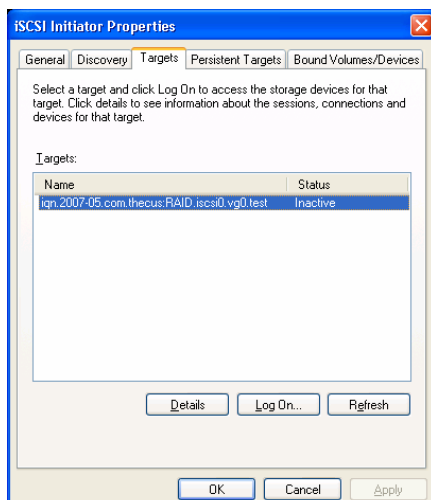 iSCSI Initiator Properties
General Discovery Targets Persistent Targets Bound Volumes/Devices
Select a target and click Log On to access the storage devices for that
target. Click details to see information about the sessions, connections and
devices for that target.
Targets:
Name Status
iqn.2007-05.com.thecus:RAID.iscsi0.vg0.test Inactive
Details Log On... Refresh
OK Cancel Apply